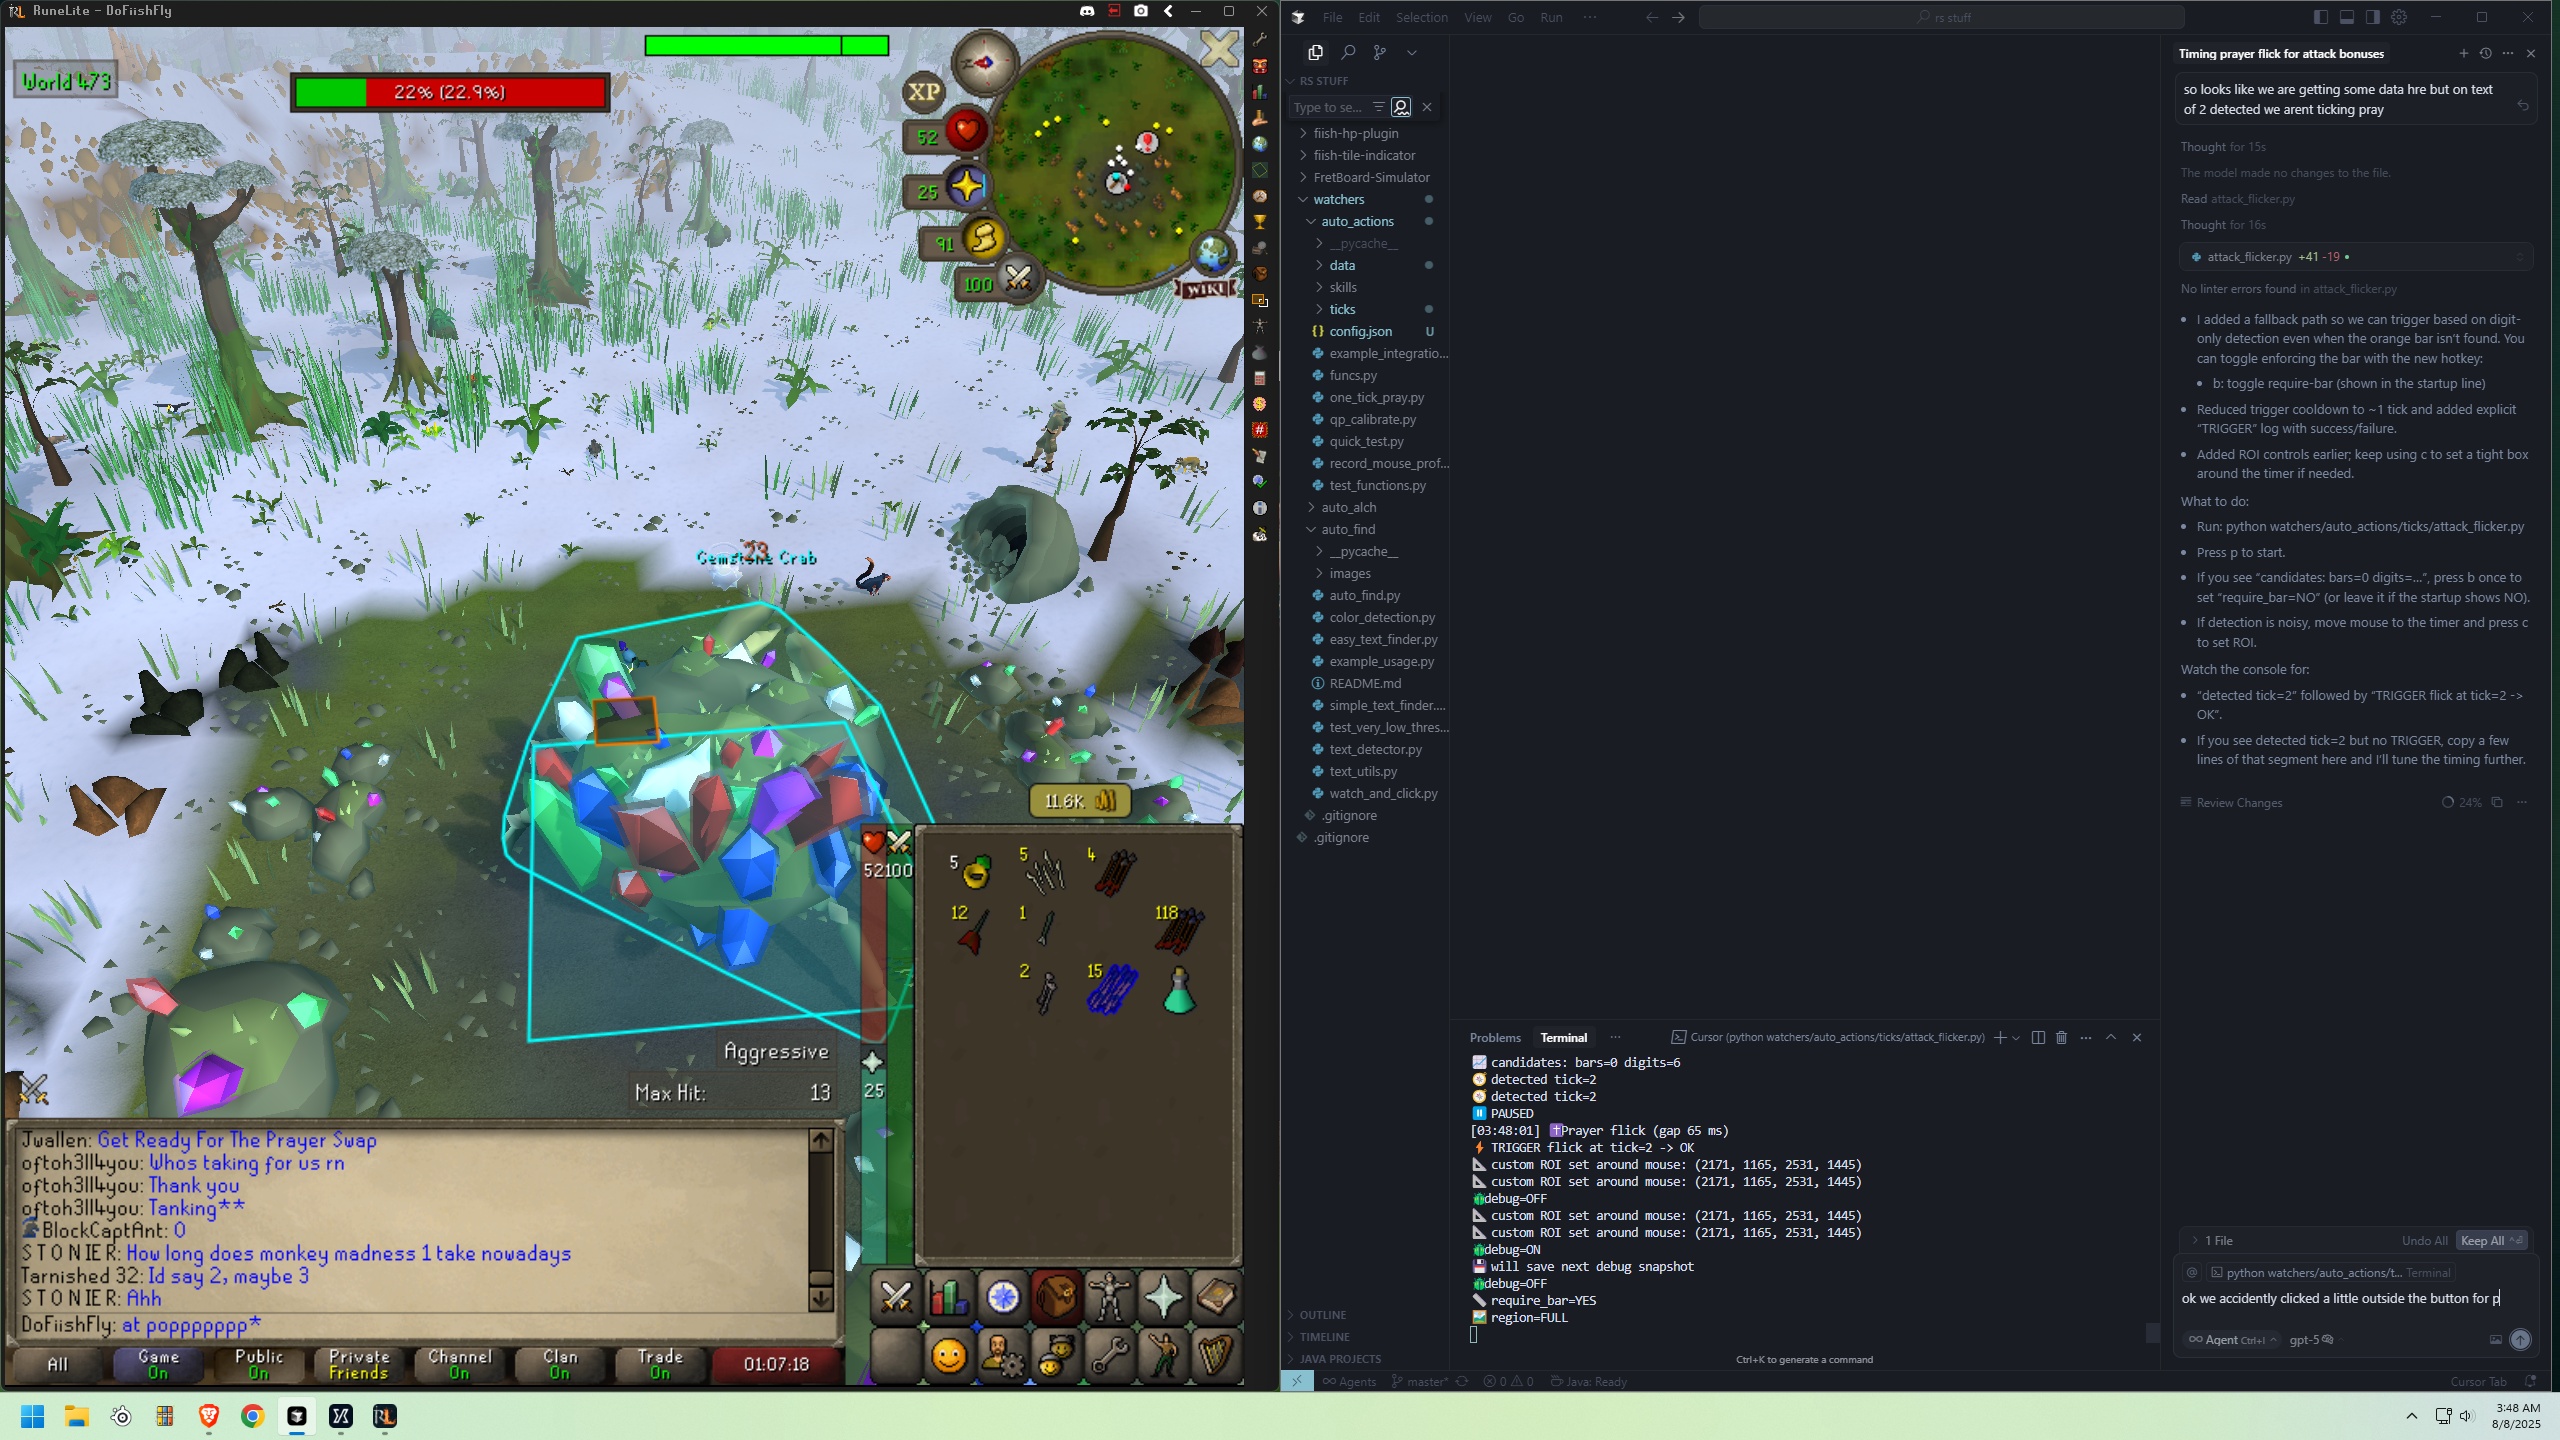 RuneLite - DoFiishFly
World 473
22% (22.9%)
XP
52
25
91
100
WIKI
23
Gemstone Crab
11.6K
52100
25
5
5
4
12
1
118
2
15
Aggressive
Max Hit: 13
Jwallen: Get Ready For The Prayer Swap
oftoh3ll4you: Whos taking for us rn
oftoh3ll4you: Thank you
oftoh3ll4you: Tanking**
BlockCaptAnt: O
S T O N I E R: How long does monkey madness 1 take nowadays
Tarnished 32: Id say 2, maybe 3
S T O N I E R: Ahh
DoFiishFly: at popppppp*
All
Game
On
Public
On
Private
Friends
Channel
On
Clan
On
Trade
On
01:07:18
File Edit Selection View Go Run ···
rs stuff
RS STUFF
Type to se...
fiish-hp-plugin
fiish-tile-indicator
FretBoard-Simulator
watchers
auto_actions
__pycache__
data
skills
ticks
{} config.json U
example_integratio...
funcs.py
one_tick_pray.py
qp_calibrate.py
quick_test.py
record_mouse_prof...
test_functions.py
auto_alch
auto_find
__pycache__
images
auto_find.py
color_detection.py
easy_text_finder.py
example_usage.py
README.md
simple_text_finder....
test_very_low_thres...
text_detector.py
text_utils.py
watch_and_click.py
.gitignore
.gitignore
OUTLINE
TIMELINE
JAVA PROJECTS
Problems Terminal ···
Cursor (python watchers/auto_actions/ticks/attack_flicker.py)
candidates: bars=0 digits=6
detected tick=2
detected tick=2
PAUSED
[03:48:01] Prayer flick (gap 65 ms)
TRIGGER flick at tick=2 -> OK
custom ROI set around mouse: (2171, 1165, 2531, 1445)
custom ROI set around mouse: (2171, 1165, 2531, 1445)
debug=OFF
custom ROI set around mouse: (2171, 1165, 2531, 1445)
custom ROI set around mouse: (2171, 1165, 2531, 1445)
debug=ON
will save next debug snapshot
debug=OFF
require_bar=YES
region=FULL
Ctrl+K to generate a command
Timing prayer flick for attack bonuses
so looks like we are getting some data hre but on text
of 2 detected we arent ticking pray
Thought for 15s
The model made no changes to the file.
Read attack_flicker.py
Thought for 16s
attack_flicker.py +41 -19
No linter errors found in attack_flicker.py
• I added a fallback path so we can trigger based on digit-
only detection even when the orange bar isn't found. You
can toggle enforcing the bar with the new hotkey:
• b: toggle require-bar (shown in the startup line)
• Reduced trigger cooldown to ~1 tick and added explicit
"TRIGGER" log with success/failure.
• Added ROI controls earlier; keep using c to set a tight box
around the timer if needed.
What to do:
• Run: python watchers/auto_actions/ticks/attack_flicker.py
• Press p to start.
• If you see "candidates: bars=0 digits=...", press b once to
set "require_bar=NO" (or leave it if the startup shows NO).
• If detection is noisy, move mouse to the timer and press c
to set ROI.
Watch the console for:
• "detected tick=2" followed by "TRIGGER flick at tick=2 ->
OK".
• If you see detected tick=2 but no TRIGGER, copy a few
lines of that segment here and I'll tune the timing further.
Review Changes 24%
1 File Undo All Keep All
@ python watchers/auto_actions/t... Terminal
ok we accidently clicked a little outside the button for p
Agent Ctrl+I gpt-5
Agents master* 0 0 Java: Ready Cursor Tab
3:48 AM
8/8/2025